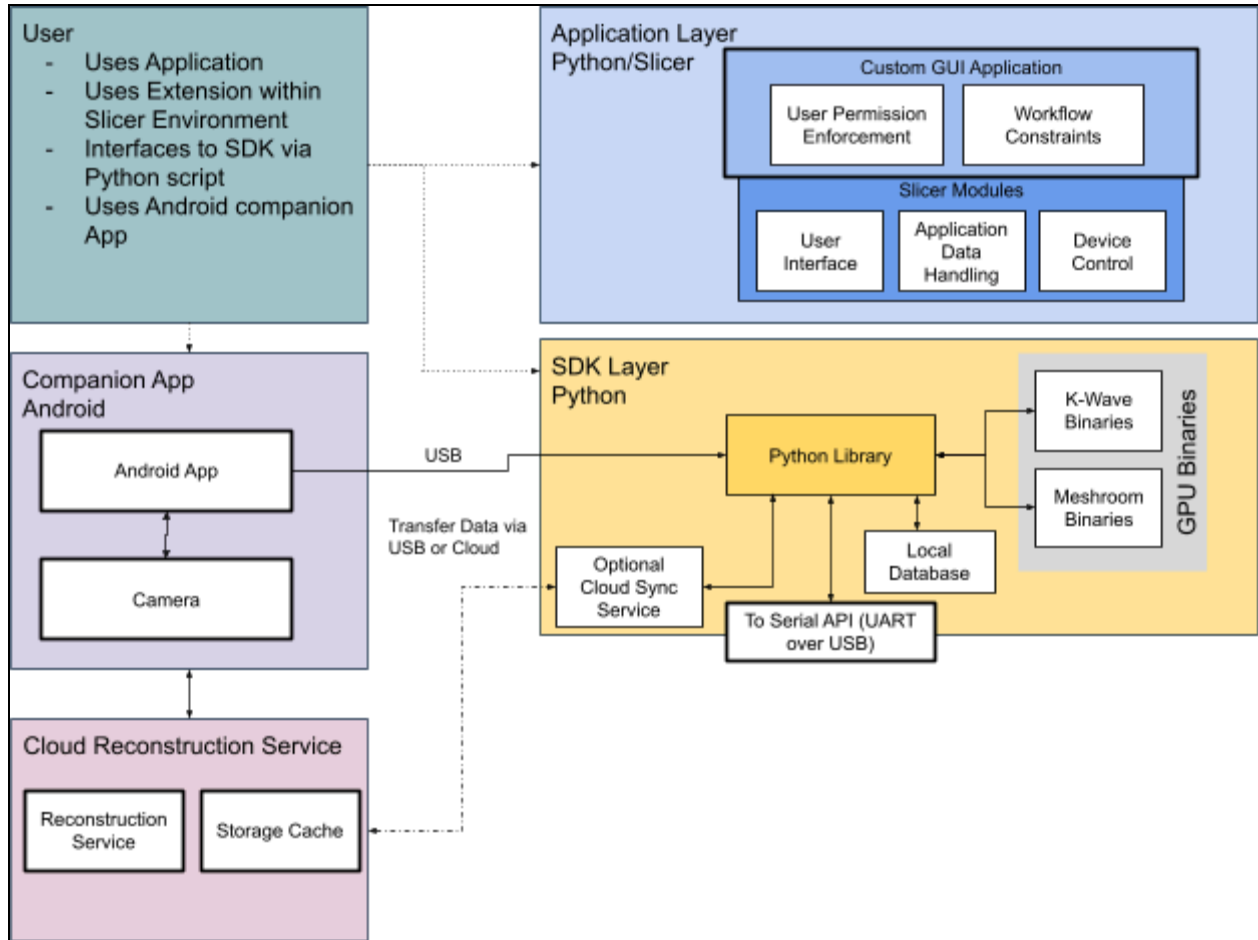 User
- Uses Application
- Uses Extension within
Slicer Environment
- Interfaces to SDK via
Python script
- Uses Android companion
App
Application Layer
Python/Slicer
Custom GUI Application
User Permission
Enforcement
Workflow
Constraints
Slicer Modules
User
Interface
Application
Data
Handling
Device
Control
Companion App
Android
Android App
Camera
USB
Transfer Data via
USB or Cloud
SDK Layer
Python
Python Library
K-Wave
Binaries
Meshroom
Binaries
GPU Binaries
Optional
Cloud Sync
Service
Local
Database
To Serial API (UART
over USB)
Cloud Reconstruction Service
Reconstruction
Service
Storage Cache